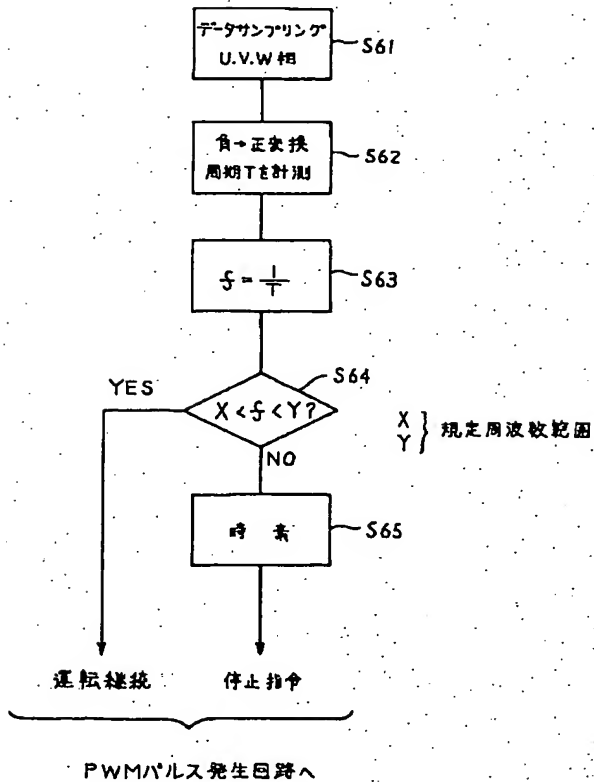 データサンプリング
U.V.W相
S61
負→正変換
周期Tを計測
S62
f = 1/T
S63
S64
YES
X < f < Y?
X
Y } 規定周波数範囲
NO
時素
S65
運転継続
停止指令
PWMパルス発生回路へ